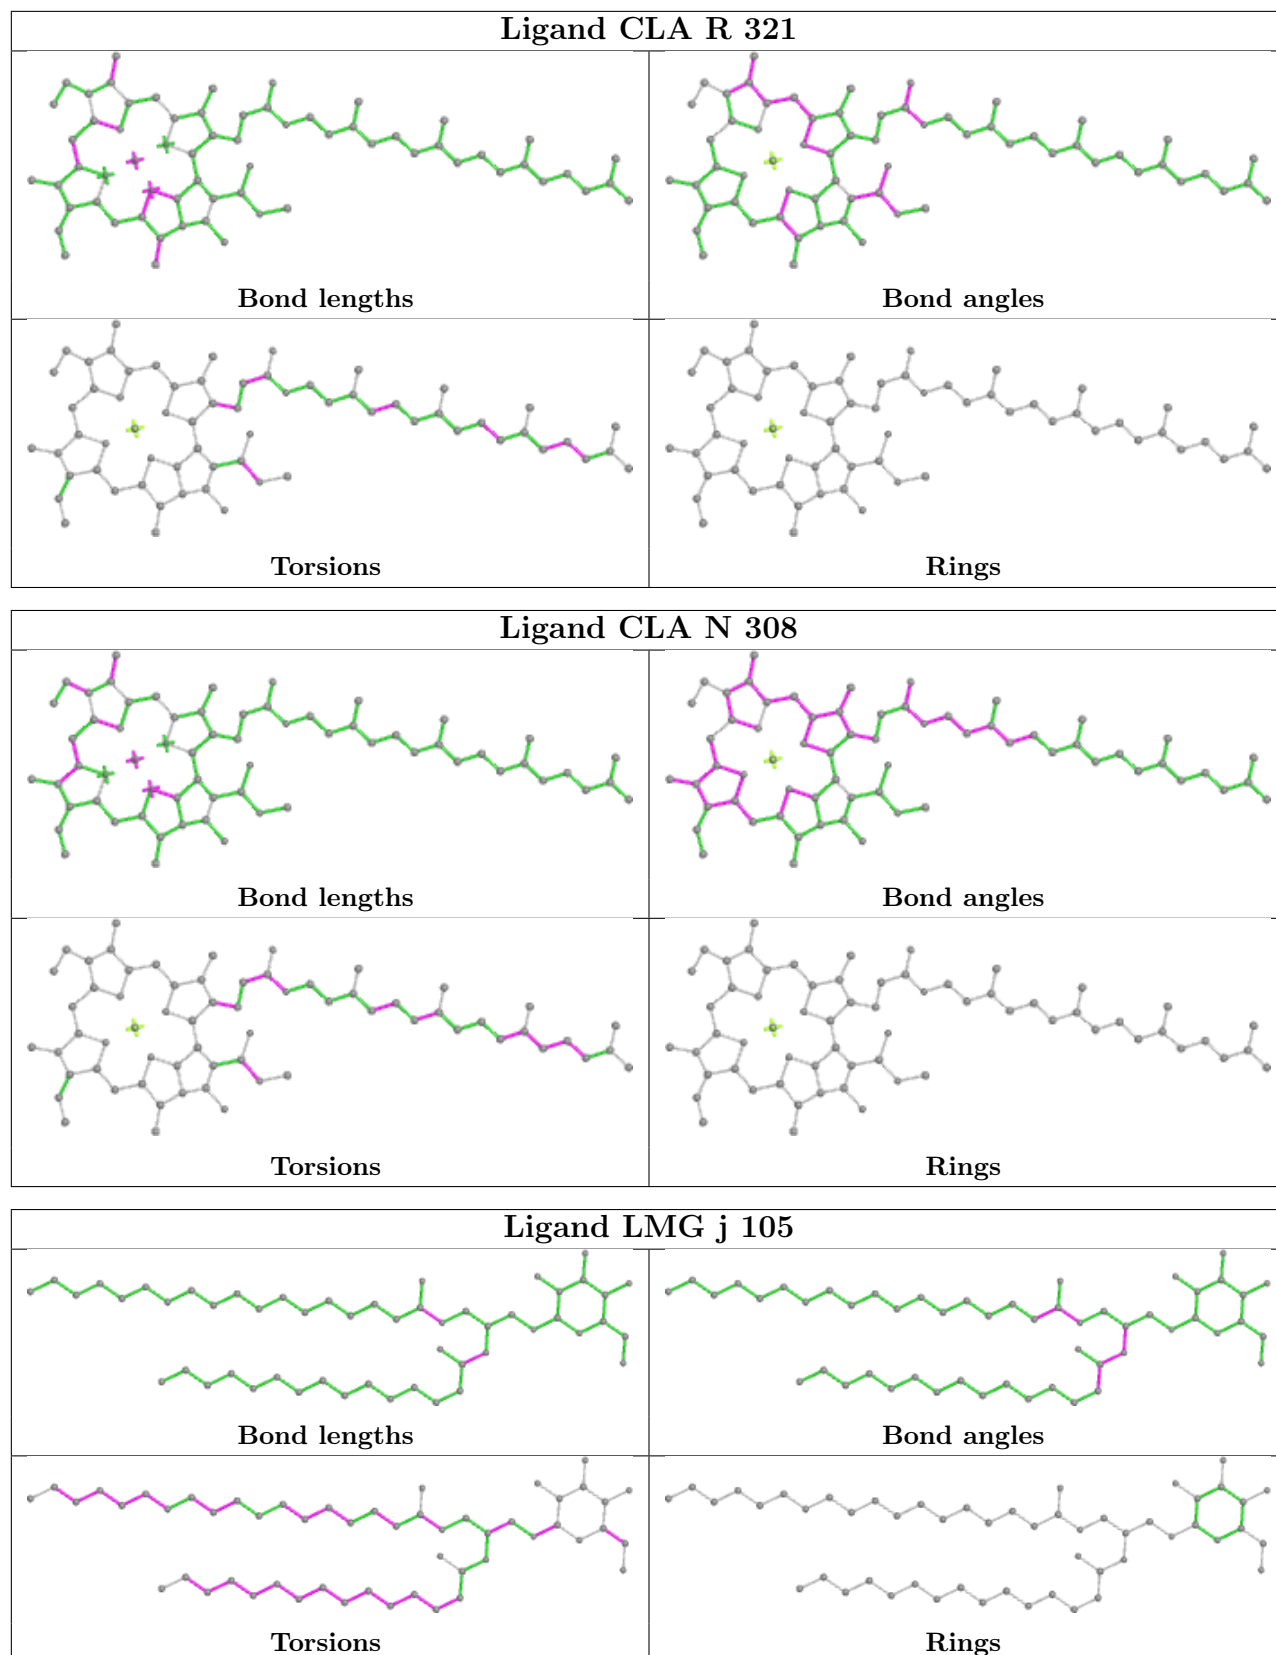 Ligand CLA R 321
Bond lengths
Bond angles
Torsions
Rings
Ligand CLA N 308
Bond lengths
Bond angles
Torsions
Rings
Ligand LMG j 105
Bond lengths
Bond angles
Torsions
Rings